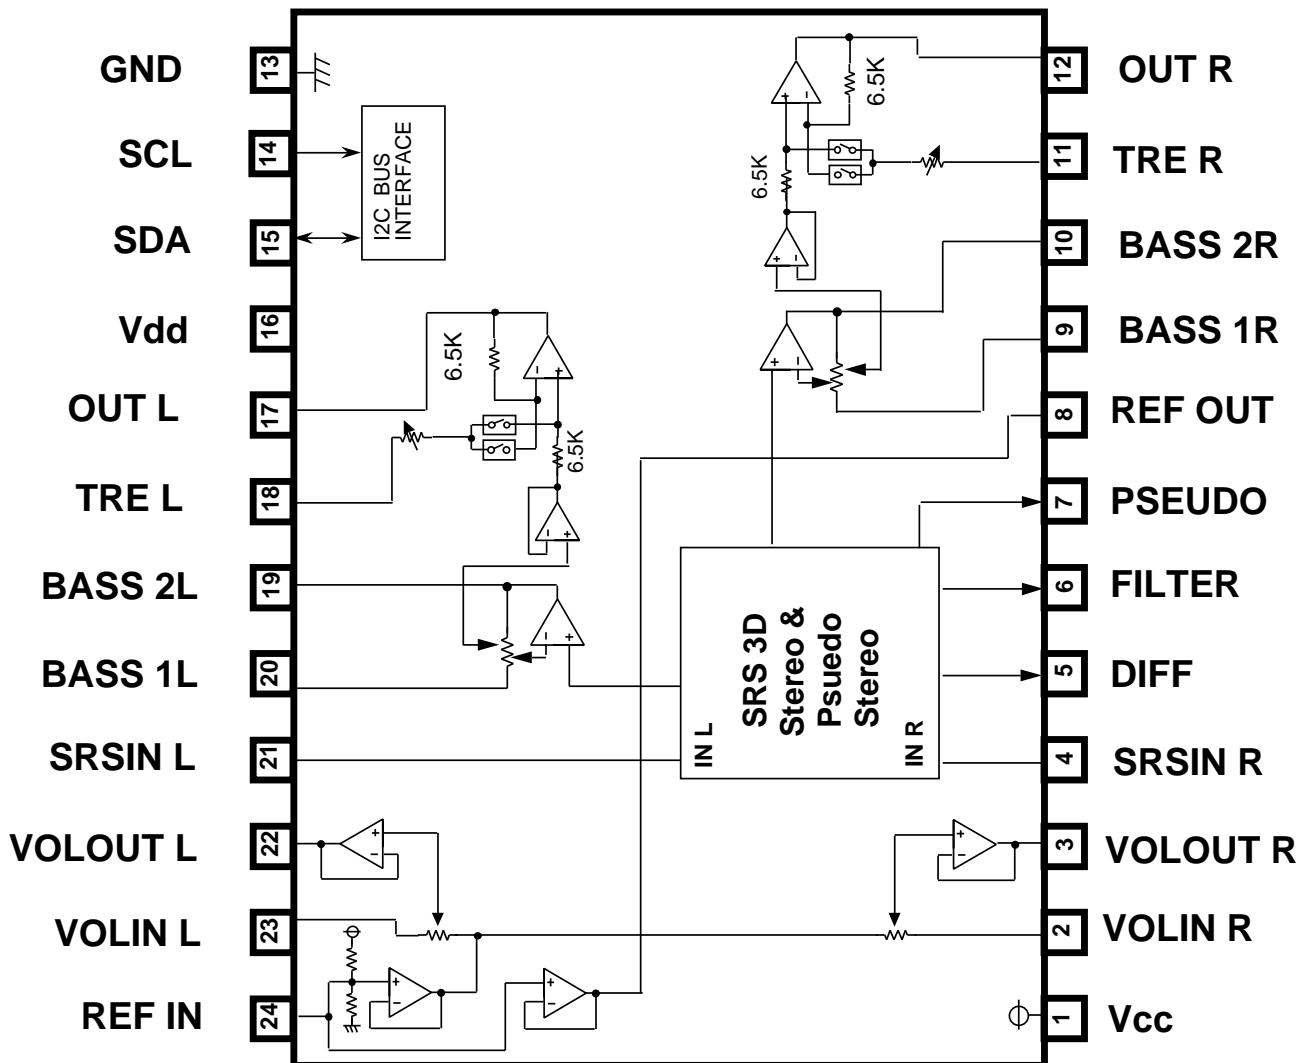 GND
13
SCL
14
SDA
15
Vdd
16
OUT L
17
TRE L
18
BASS 2L
19
BASS 1L
20
SRSIN L
21
VOLOUT L
22
VOLIN L
23
REF IN
24
I2C BUS
INTERFACE
6.5K
6.5K
6.5K
6.5K
SRS 3D
Stereo &
Psuedo
Stereo
IN L
IN R
12
OUT R
11
TRE R
10
BASS 2R
9
BASS 1R
8
REF OUT
7
PSEUDO
6
FILTER
5
DIFF
4
SRSIN R
3
VOLOUT R
2
VOLIN R
1
Vcc